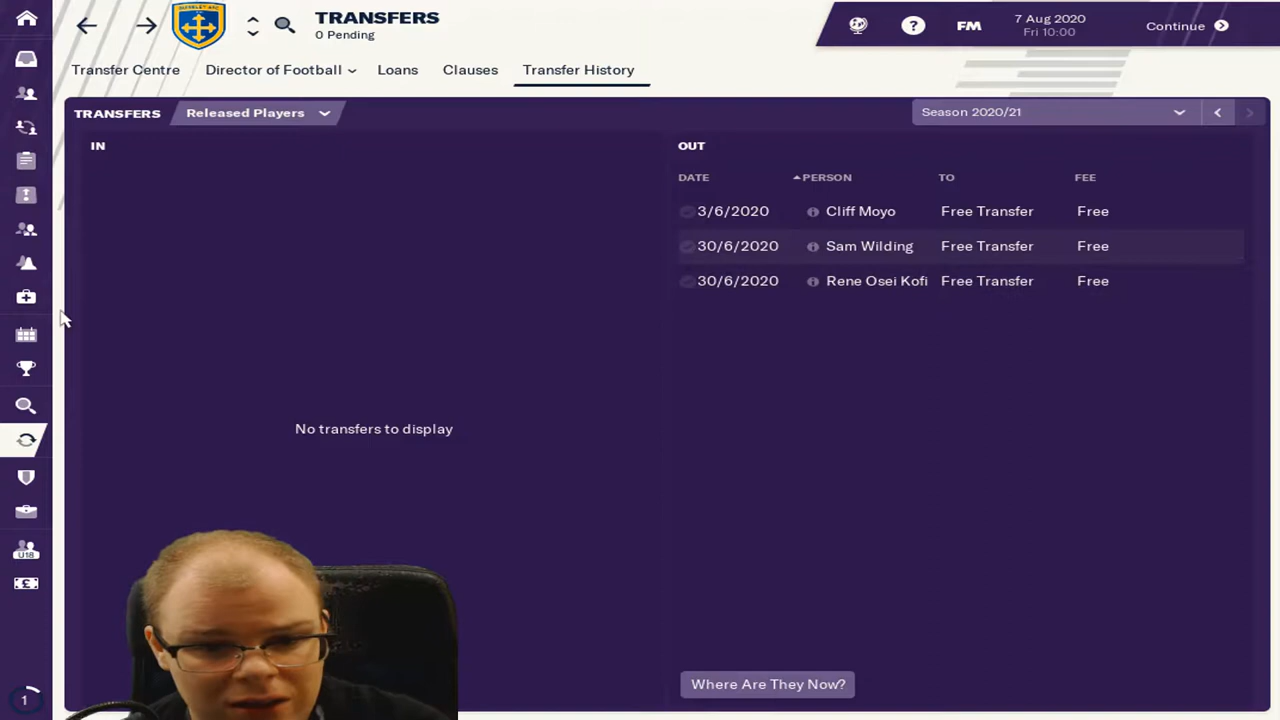 TRANSFERS
0 Pending
FM
7 Aug 2020
Fri 10:00
Continue
Transfer Centre
Director of Football
Loans
Clauses
Transfer History
TRANSFERS
Released Players
Season 2020/21
IN
OUT
DATE PERSON TO FEE
3/6/2020 Cliff Moyo Free Transfer Free
30/6/2020 Sam Wilding Free Transfer Free
30/6/2020 Rene Osei Kofi Free Transfer Free
No transfers to display
U18
1
Where Are They Now?